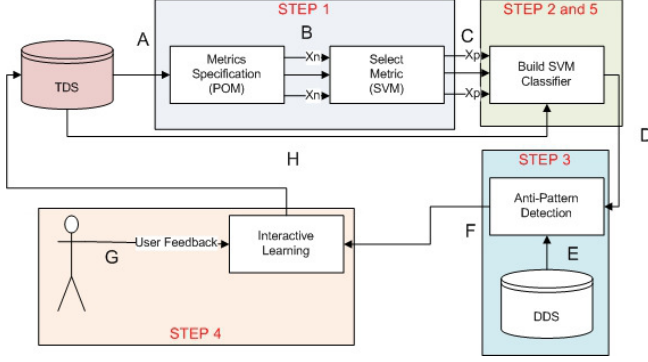 STEP 1
STEP 2 and 5
A
B
C
Metrics
Specification
(POM)
Xn
Xn
Select
Metric
(SVM)
Xp
Xp
Build SVM
Classifier
TDS
D
H
STEP 3
Anti-Pattern
Detection
F
E
DDS
User Feedback
G
Interactive
Learning
STEP 4